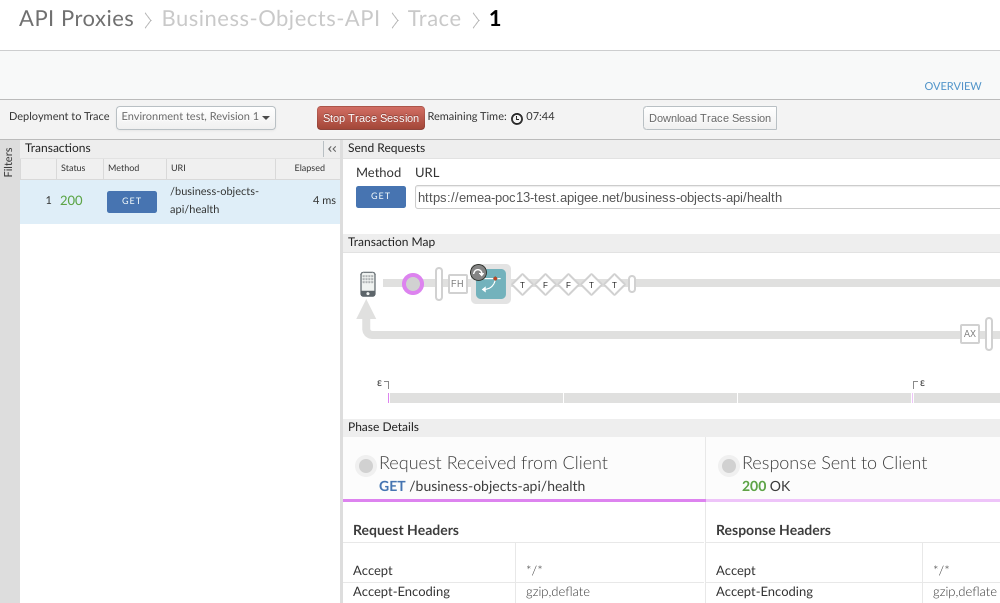 API Proxies > Business-Objects-API > Trace > 1
OVERVIEW
Deployment to Trace Environment test, Revision 1 Stop Trace Session Remaining Time: 07:44 Download Trace Session
Filters
Transactions <<
Status Method URI Elapsed
1 200 GET /business-objects-api/health 4 ms
Send Requests
Method URL
GET https://emea-poc13-test.apigee.net/business-objects-api/health
Transaction Map
FH T F F T T
AX
ε ε
Phase Details
Request Received from Client Response Sent to Client
GET /business-objects-api/health 200 OK
Request Headers Response Headers
Accept */* Accept */*
Accept-Encoding gzip,deflate Accept-Encoding gzip,deflate